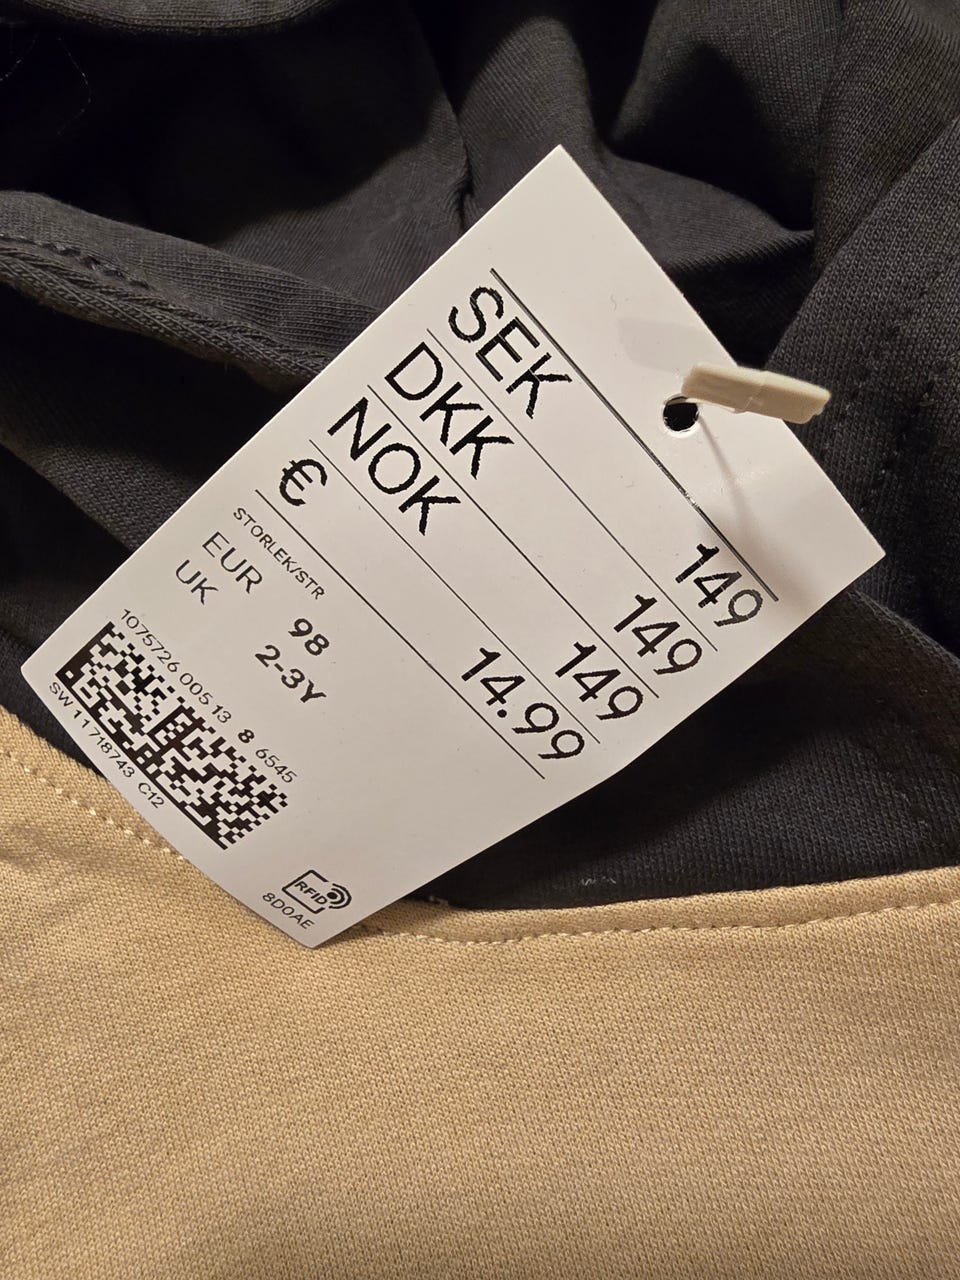 SEK 149
DKK 149
NOK 149
€ 14.99
STORLEK/STR
EUR 98
UK 2-3Y
1075726 005 13 8 6545
SW 11718743 C12
RFID
8D0AE